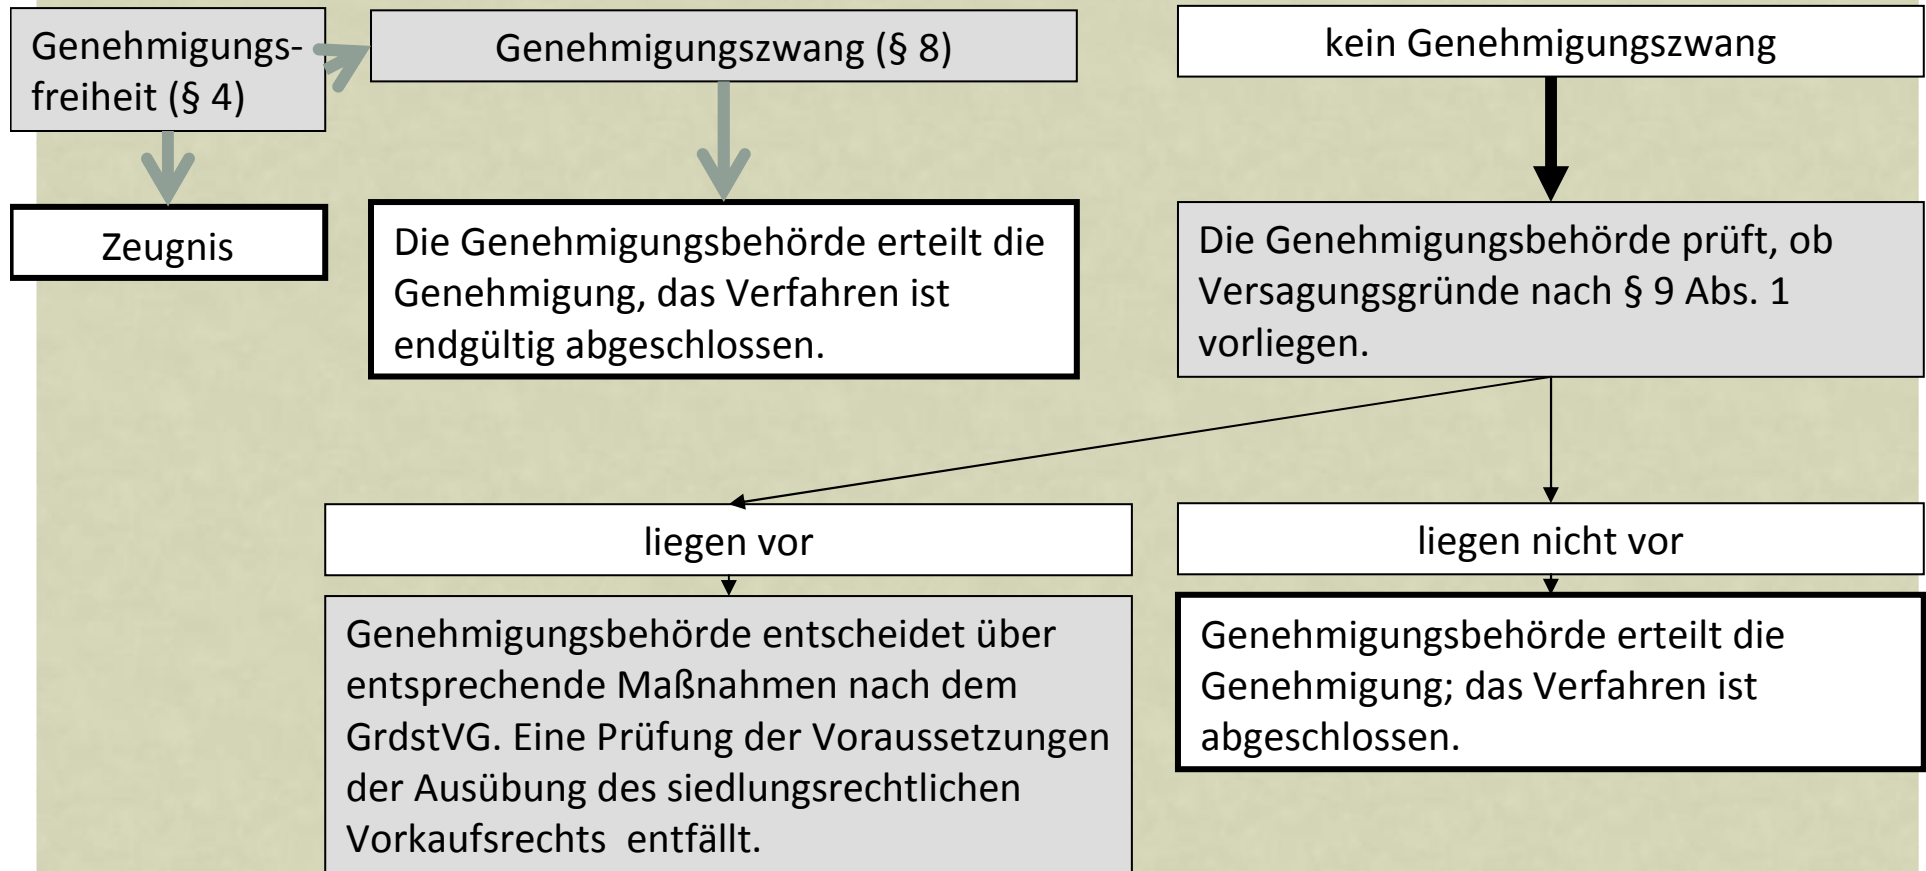 Genehmigungs-
freiheit (§ 4)
Genehmigungszwang (§ 8)
kein Genehmigungszwang
Zeugnis
Die Genehmigungsbehörde erteilt die
Genehmigung, das Verfahren ist
endgültig abgeschlossen.
Die Genehmigungsbehörde prüft, ob
Versagungsgründe nach § 9 Abs. 1
vorliegen.
liegen vor
liegen nicht vor
Genehmigungsbehörde entscheidet über
entsprechende Maßnahmen nach dem
GrdstVG. Eine Prüfung der Voraussetzungen
der Ausübung des siedlungsrechtlichen
Vorkaufsrechts entfällt.
Genehmigungsbehörde erteilt die
Genehmigung; das Verfahren ist
abgeschlossen.